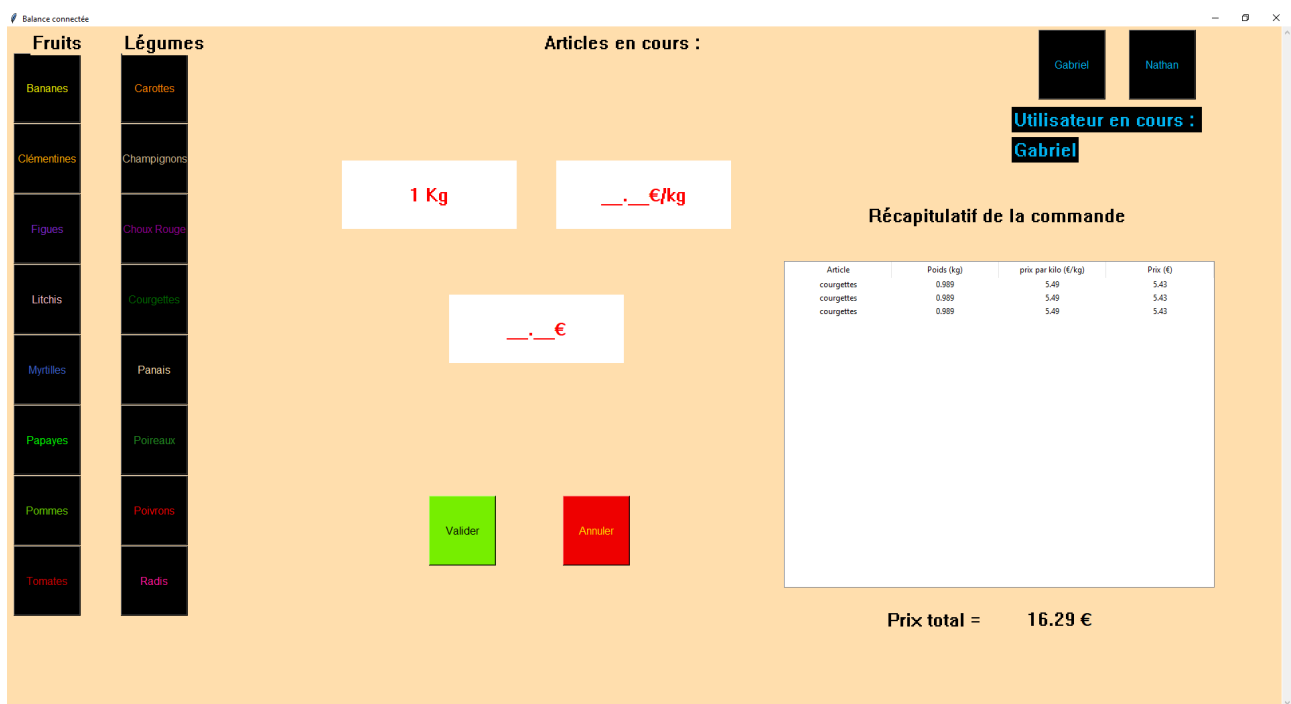 Balance connectée
Fruits
Légumes
Bananes
Clémentines
Figues
Litchis
Myrtilles
Papayes
Pommes
Tomates
Carottes
Champignons
Choux Rouge
Courgettes
Panais
Poireaux
Poivrons
Radis
Articles en cours :
1 Kg
__.__€/kg
__.__€
Valider
Annuler
Gabriel
Nathan
Utilisateur en cours :
Gabriel
Récapitulatif de la commande
Article Poids (kg) prix par kilo (€/kg) Prix (€)
courgettes 0.989 5.49 5.43
courgettes 0.989 5.49 5.43
courgettes 0.989 5.49 5.43
Prix total = 16.29 €